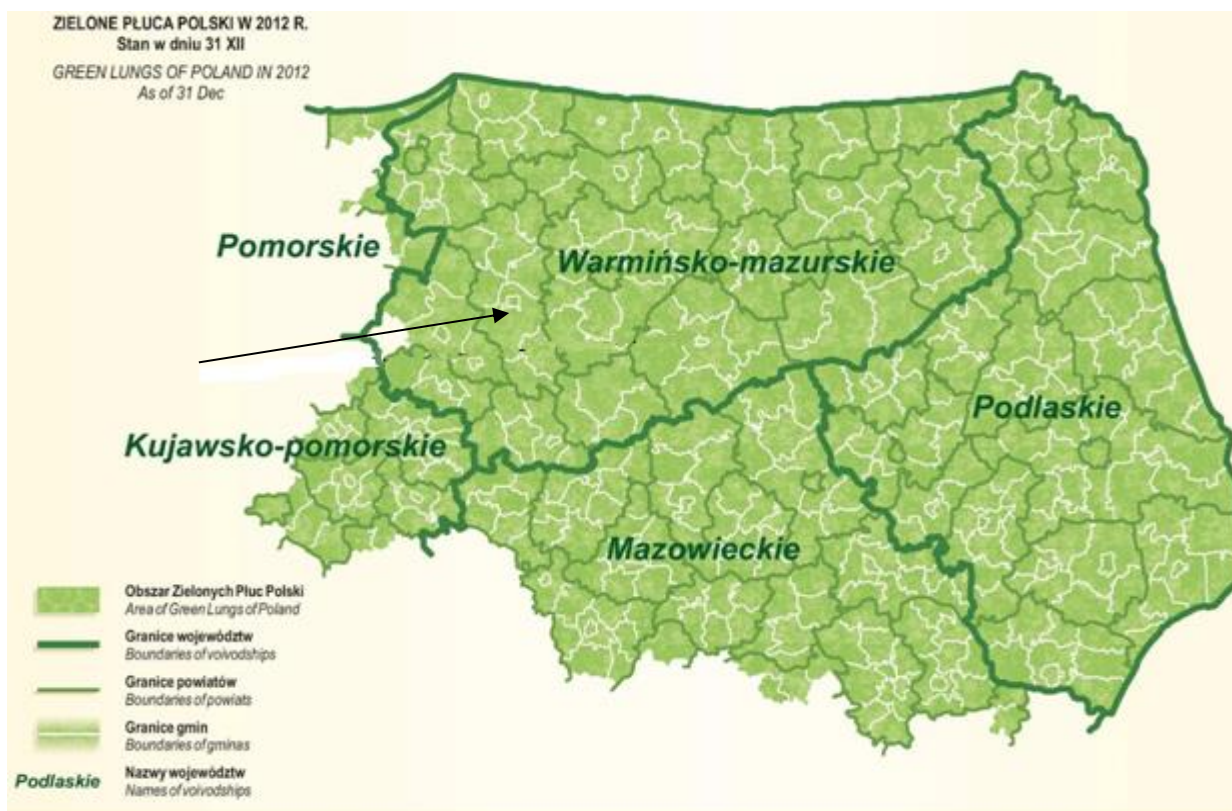 ZIELONE PŁUCA POLSKI W 2012 R.
Stan w dniu 31 XII
GREEN LUNGS OF POLAND IN 2012
As of 31 Dec
Pomorskie
Warmińsko-mazurskie
Podlaskie
Kujawsko-pomorskie
Mazowieckie
Obszar Zielonych Płuc Polski
Area of Green Lungs of Poland
Granice województw
Boundaries of voivodships
Granice powiatów
Boundaries of powiats
Granice gmin
Boundaries of gminas
Podlaskie
Nazwy województw
Names of voivodships